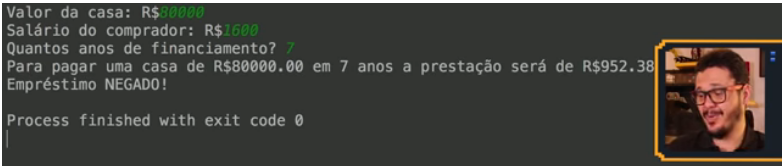 Valor da casa: R$80000
Salário do comprador: R$1600
Quantos anos de financiamento? 7
Para pagar uma casa de R$80000.00 em 7 anos a prestação será de R$952.38
Empréstimo NEGADO!
Process finished with exit code 0